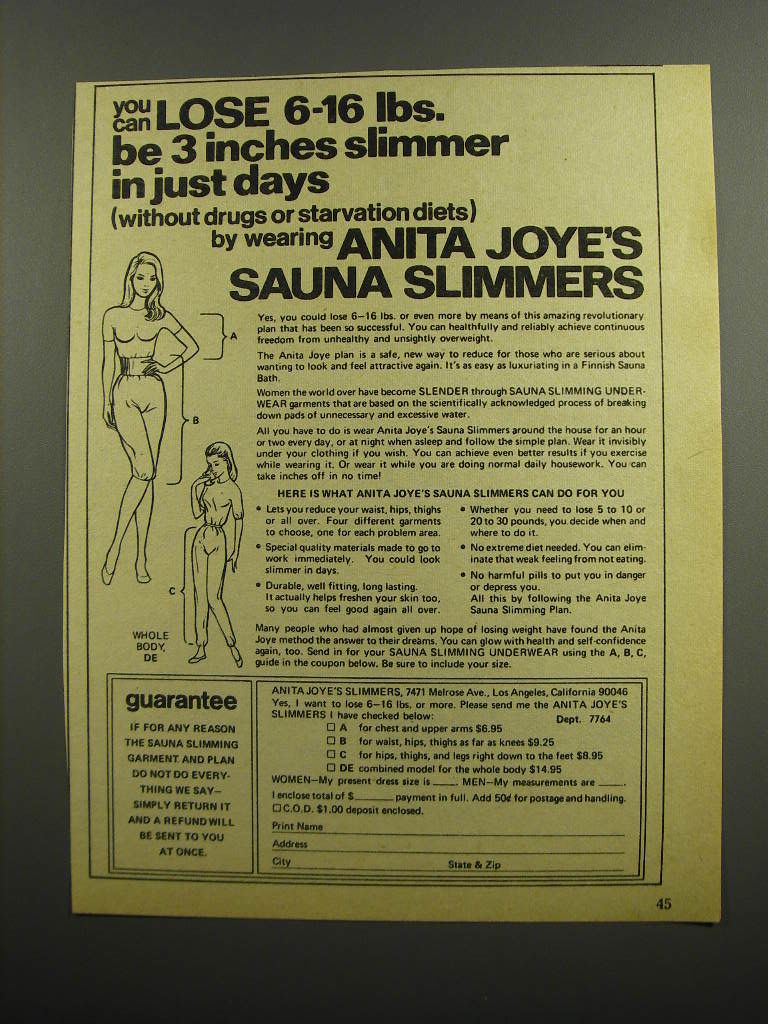 you can LOSE 6-16 lbs.
be 3 inches slimmer
in just days
(without drugs or starvation diets)
by wearing ANITA JOYE'S
SAUNA SLIMMERS
Yes, you could lose 6–16 lbs. or even more by means of this amazing revolutionary
plan that has been so successful. You can healthfully and reliably achieve continuous
freedom from unhealthy and unsightly overweight.
The Anita Joye plan is a safe, new way to reduce for those who are serious about
wanting to look and feel attractive again. It's as easy as luxuriating in a Finnish Sauna
Bath.
Women the world over have become SLENDER through SAUNA SLIMMING UNDER-
WEAR garments that are based on the scientifically acknowledged process of breaking
down pads of unnecessary and excessive water.
All you have to do is wear Anita Joye's Sauna Slimmers around the house for an hour
or two every day, or at night when asleep and follow the simple plan. Wear it invisibly
under your clothing if you wish. You can achieve even better results if you exercise
while wearing it. Or wear it while you are doing normal daily housework. You can
take inches off in no time!
A
B
C
WHOLE
BODY,
DE
HERE IS WHAT ANITA JOYE'S SAUNA SLIMMERS CAN DO FOR YOU
• Lets you reduce your waist, hips, thighs
or all over. Four different garments
to choose, one for each problem area.
• Special quality materials made to go to
work immediately. You could look
slimmer in days.
• Durable, well fitting, long lasting.
It actually helps freshen your skin too,
so you can feel good again all over.
• Whether you need to lose 5 to 10 or
20 to 30 pounds, you decide when and
where to do it.
• No extreme diet needed. You can elim-
inate that weak feeling from not eating.
• No harmful pills to put you in danger
or depress you.
All this by following the Anita Joye
Sauna Slimming Plan.
Many people who had almost given up hope of losing weight have found the Anita
Joye method the answer to their dreams. You can glow with health and self-confidence
again, too. Send in for your SAUNA SLIMMING UNDERWEAR using the A, B, C,
guide in the coupon below. Be sure to include your size.
guarantee
IF FOR ANY REASON
THE SAUNA SLIMMING
GARMENT AND PLAN
DO NOT DO EVERY-
THING WE SAY—
SIMPLY RETURN IT
AND A REFUND WILL
BE SENT TO YOU
AT ONCE.
ANITA JOYE'S SLIMMERS, 7471 Melrose Ave., Los Angeles, California 90046
Yes, I want to lose 6–16 lbs. or more. Please send me the ANITA JOYE'S
SLIMMERS I have checked below: Dept. 7764
☐ A for chest and upper arms $6.95
☐ B for waist, hips, thighs as far as knees $9.25
☐ C for hips, thighs, and legs right down to the feet $8.95
☐ DE combined model for the whole body $14.95
WOMEN—My present dress size is ____. MEN—My measurements are ____.
I enclose total of $______ payment in full. Add 50¢ for postage and handling.
☐ C.O.D. $1.00 deposit enclosed.
Print Name
Address
City State & Zip
45